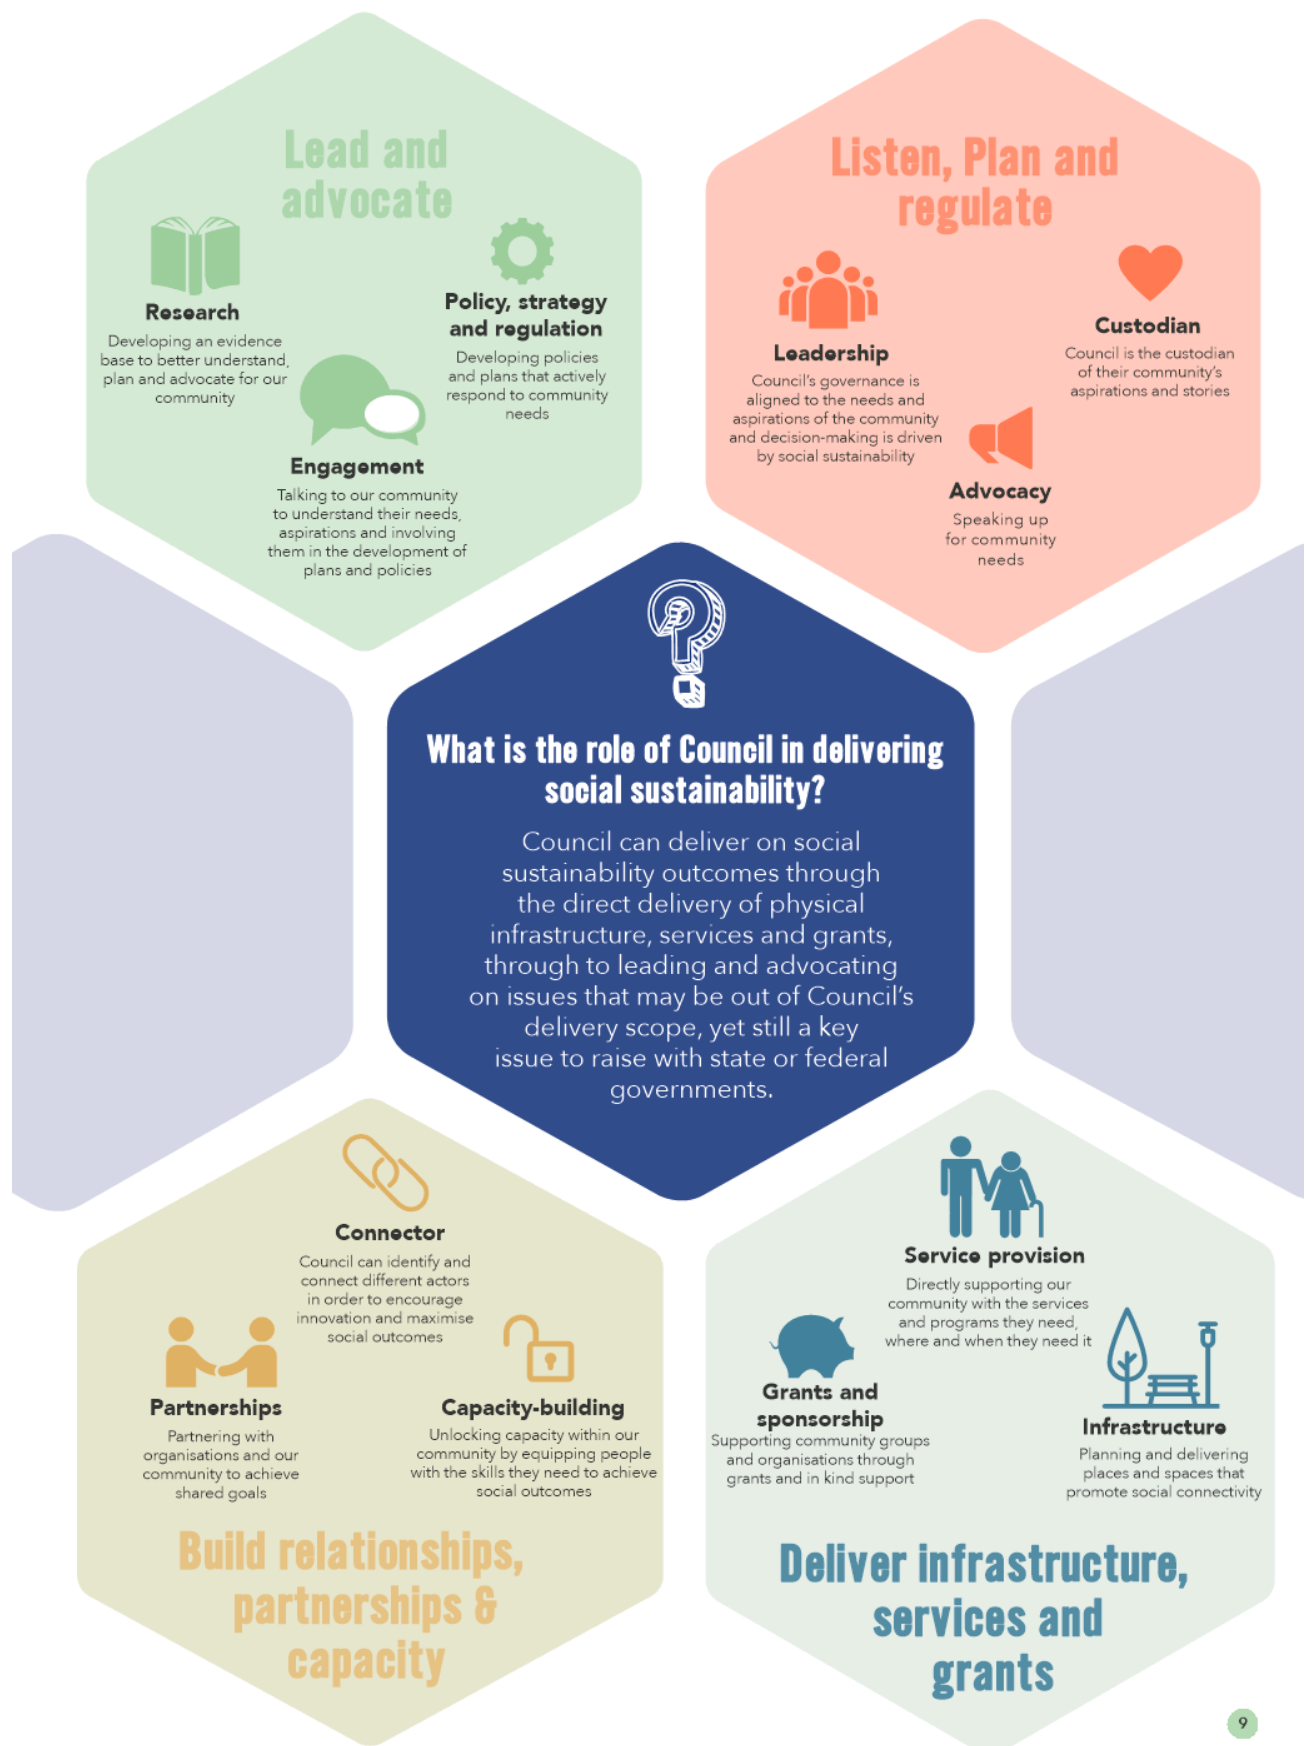 Lead and
advocate
Research
Developing an evidence
base to better understand,
plan and advocate for our
community
Policy, strategy
and regulation
Developing policies
and plans that actively
respond to community
needs
Engagement
Talking to our community
to understand their needs,
aspirations and involving
them in the development of
plans and policies
Listen, Plan and
regulate
Leadership
Council's governance is
aligned to the needs and
aspirations of the community
and decision-making is driven
by social sustainability
Custodian
Council is the custodian
of their community's
aspirations and stories
Advocacy
Speaking up
for community
needs
What is the role of Council in delivering
social sustainability?
Council can deliver on social
sustainability outcomes through
the direct delivery of physical
infrastructure, services and grants,
through to leading and advocating
on issues that may be out of Council's
delivery scope, yet still a key
issue to raise with state or federal
governments.
Connector
Council can identify and
connect different actors
in order to encourage
innovation and maximise
social outcomes
Partnerships
Partnering with
organisations and our
community to achieve
shared goals
Capacity-building
Unlocking capacity within our
community by equipping people
with the skills they need to achieve
social outcomes
Build relationships,
partnerships &
capacity
Service provision
Directly supporting our
community with the services
and programs they need,
where and when they need it
Grants and
sponsorship
Supporting community groups
and organisations through
grants and in kind support
Infrastructure
Planning and delivering
places and spaces that
promote social connectivity
Deliver infrastructure,
services and
grants
9